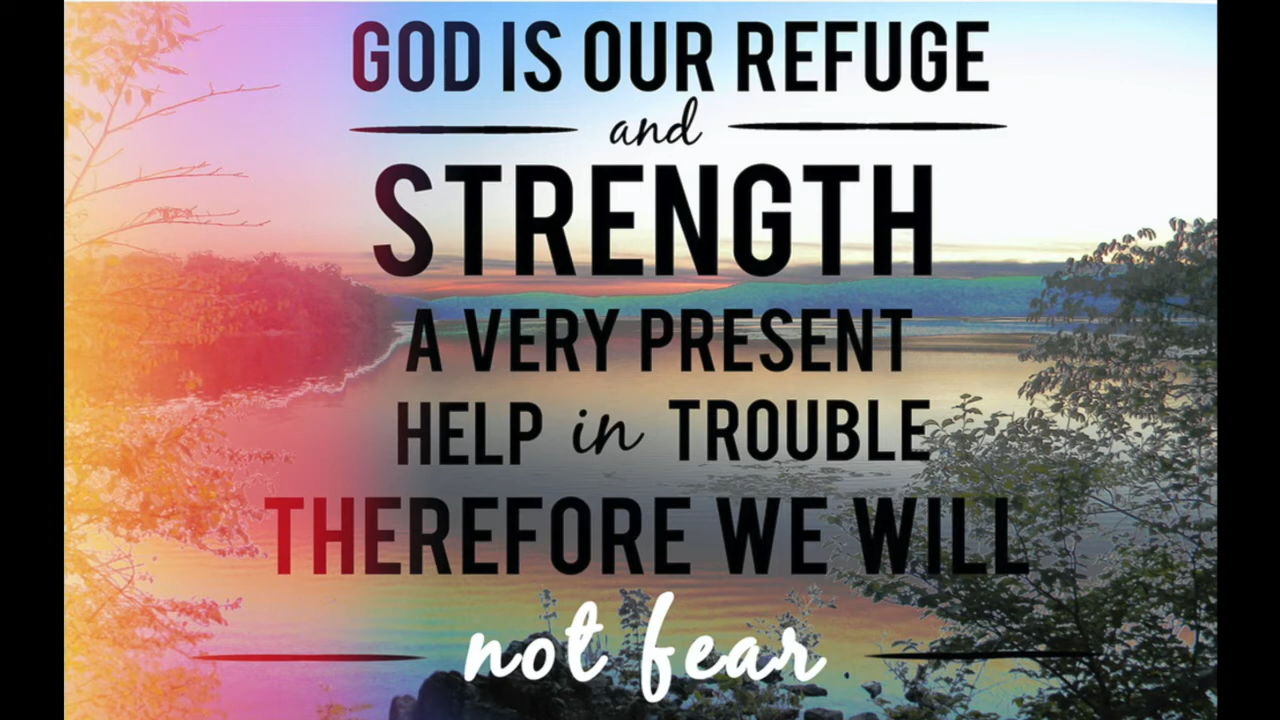 GOD IS OUR REFUGE
and
STRENGTH
A VERY PRESENT
HELP in TROUBLE
THEREFORE WE WILL
not fear